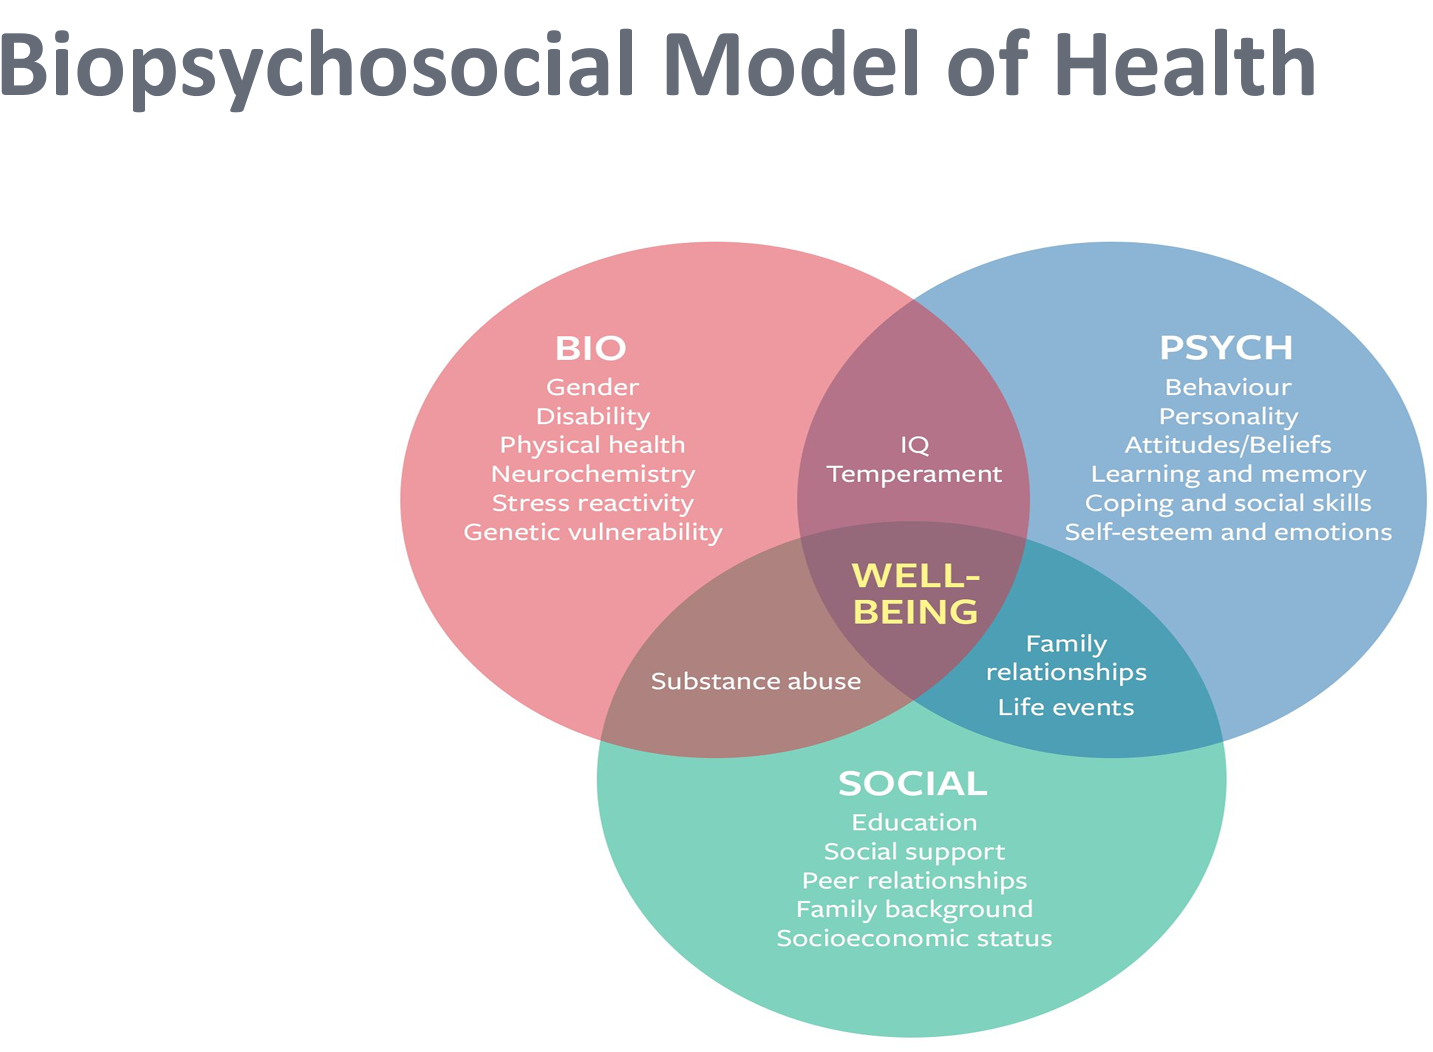 Biopsychosocial Model of Health
BIO
Gender
Disability
Physical health
Neurochemistry
Stress reactivity
Genetic vulnerability
IQ
Temperament
PSYCH
Behaviour
Personality
Attitudes/Beliefs
Learning and memory
Coping and social skills
Self-esteem and emotions
WELL-
BEING
Substance abuse
Family
relationships
Life events
SOCIAL
Education
Social support
Peer relationships
Family background
Socioeconomic status